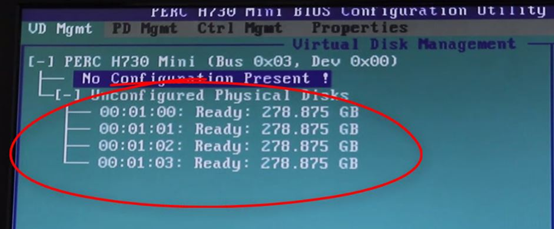 PERC H730 Mini BIOS Configuration Utility
VD Mgmt PD Mgmt Ctrl Mgmt Properties
Virtual Disk Management
[-] PERC H730 Mini (Bus 0x03, Dev 0x00)
No Configuration Present !
[-] Unconfigured Physical Disks
00:01:00: Ready: 278.875 GB
00:01:01: Ready: 278.875 GB
00:01:02: Ready: 278.875 GB
00:01:03: Ready: 278.875 GB